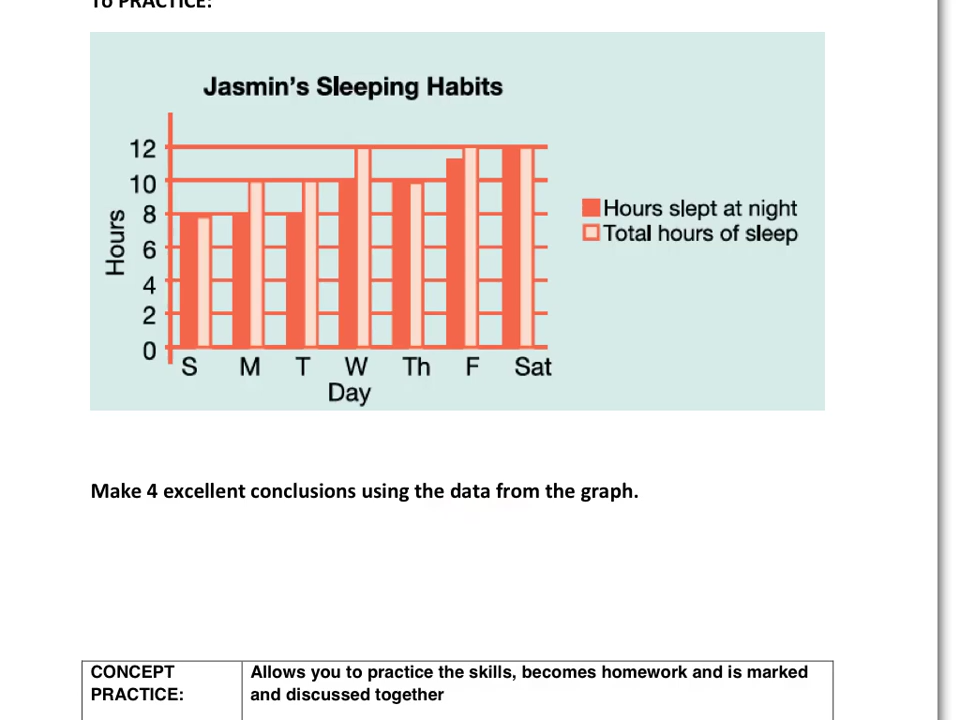 To PRACTICE:
Jasmin's Sleeping Habits
12
10
8
6
4
2
0
Hours
S M T W Th F Sat
Day
Hours slept at night
Total hours of sleep
Make 4 excellent conclusions using the data from the graph.
CONCEPT
PRACTICE:
Allows you to practice the skills, becomes homework and is marked
and discussed together